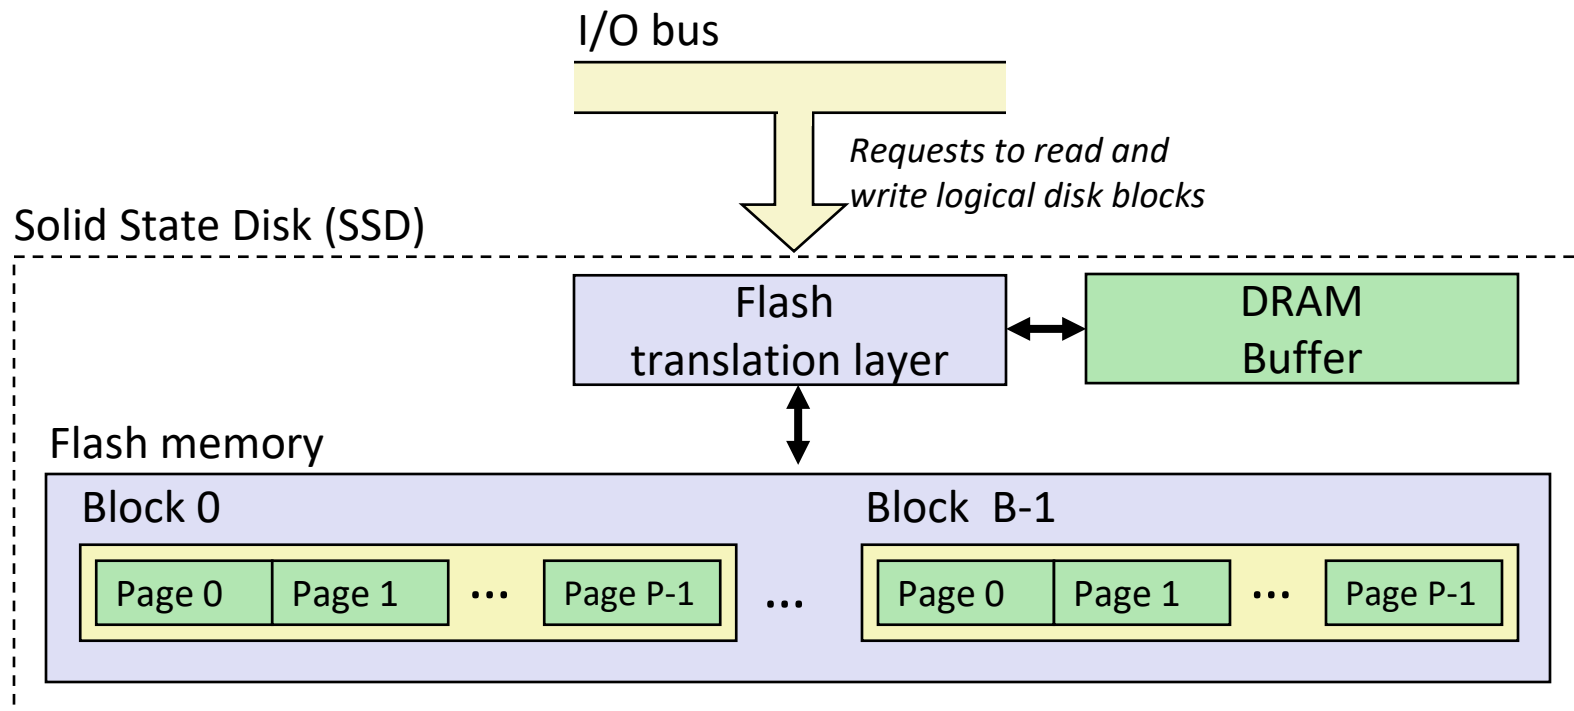 I/O bus
Requests to read and
write logical disk blocks
Solid State Disk (SSD)
Flash
translation layer
DRAM
Buffer
Flash memory
Block 0
Block B-1
Page 0 Page 1 ... Page P-1 ... Page 0 Page 1 ... Page P-1